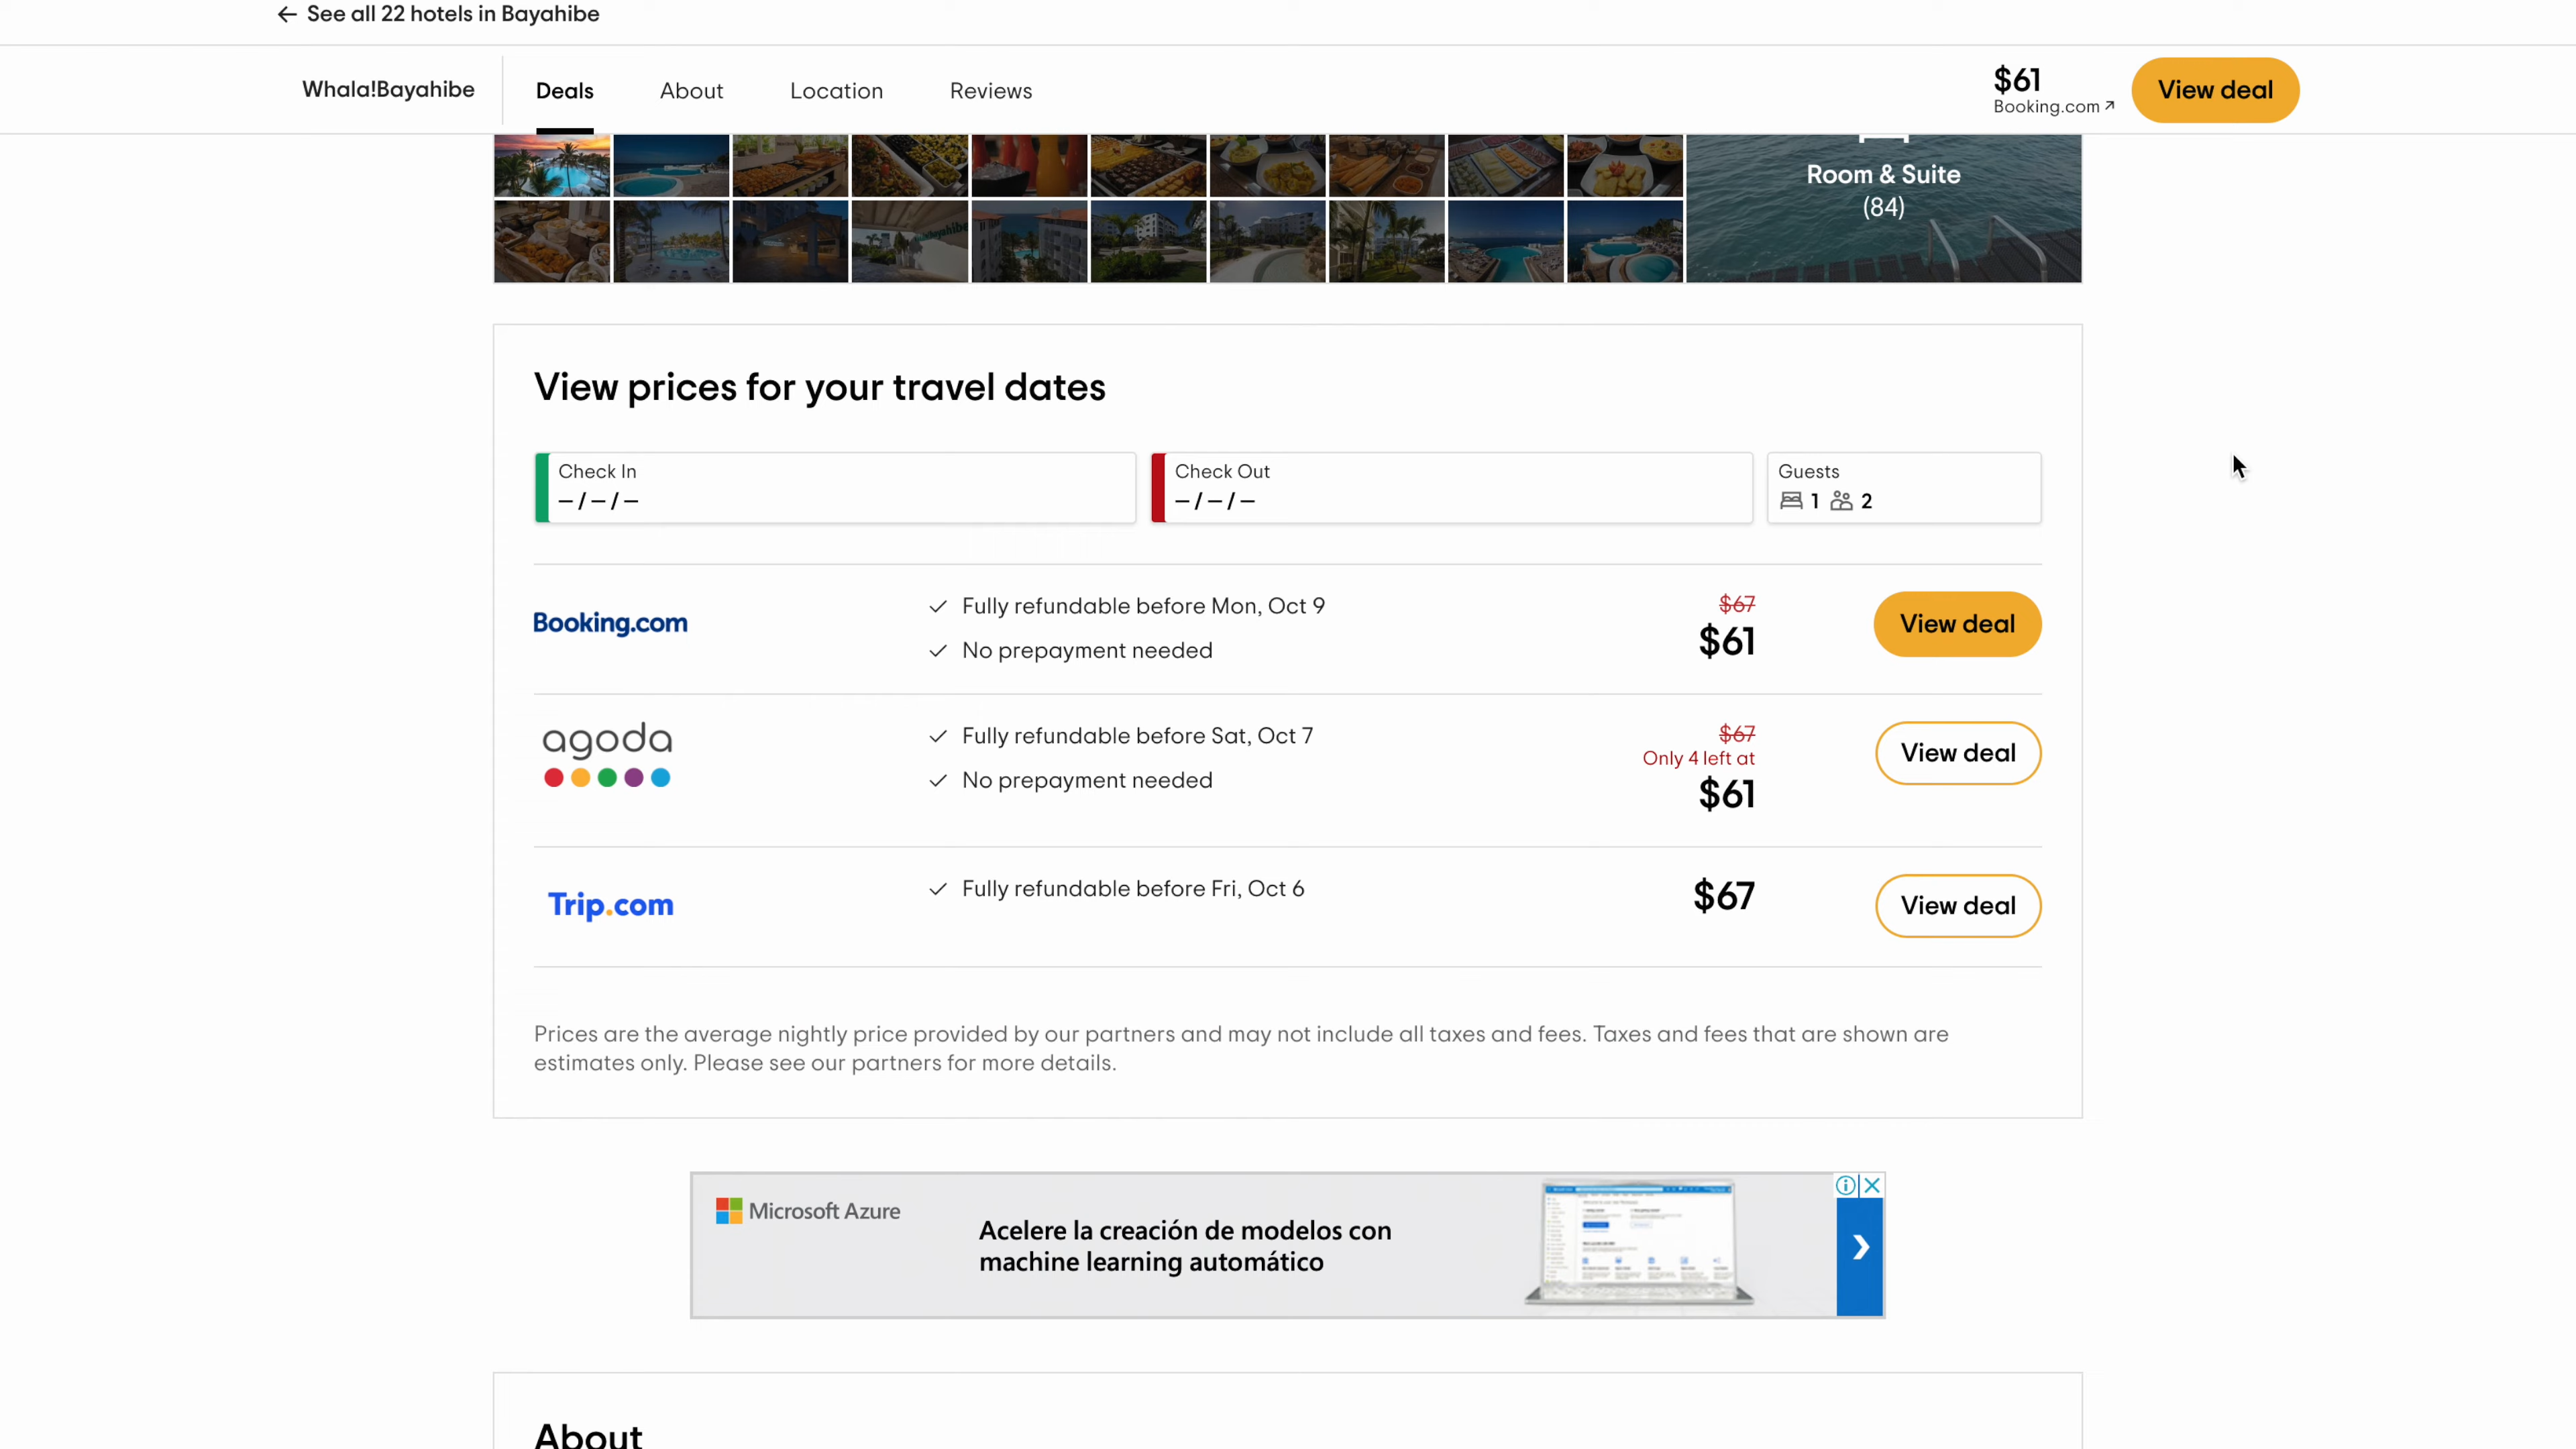 ← See all 22 hotels in Bayahibe
Whala!Bayahibe
Deals
About
Location
Reviews
$61
Booking.com
View deal
Room & Suite
(84)
View prices for your travel dates
Check In
– / – / –
Check Out
– / – / –
Guests
1 2
Booking.com
Fully refundable before Mon, Oct 9
No prepayment needed
$67
$61
View deal
agoda
Fully refundable before Sat, Oct 7
No prepayment needed
$67
Only 4 left at
$61
View deal
Trip.com
Fully refundable before Fri, Oct 6
$67
View deal
Prices are the average nightly price provided by our partners and may not include all taxes and fees. Taxes and fees that are shown are
estimates only. Please see our partners for more details.
Microsoft Azure
Acelere la creación de modelos con
machine learning automático
About